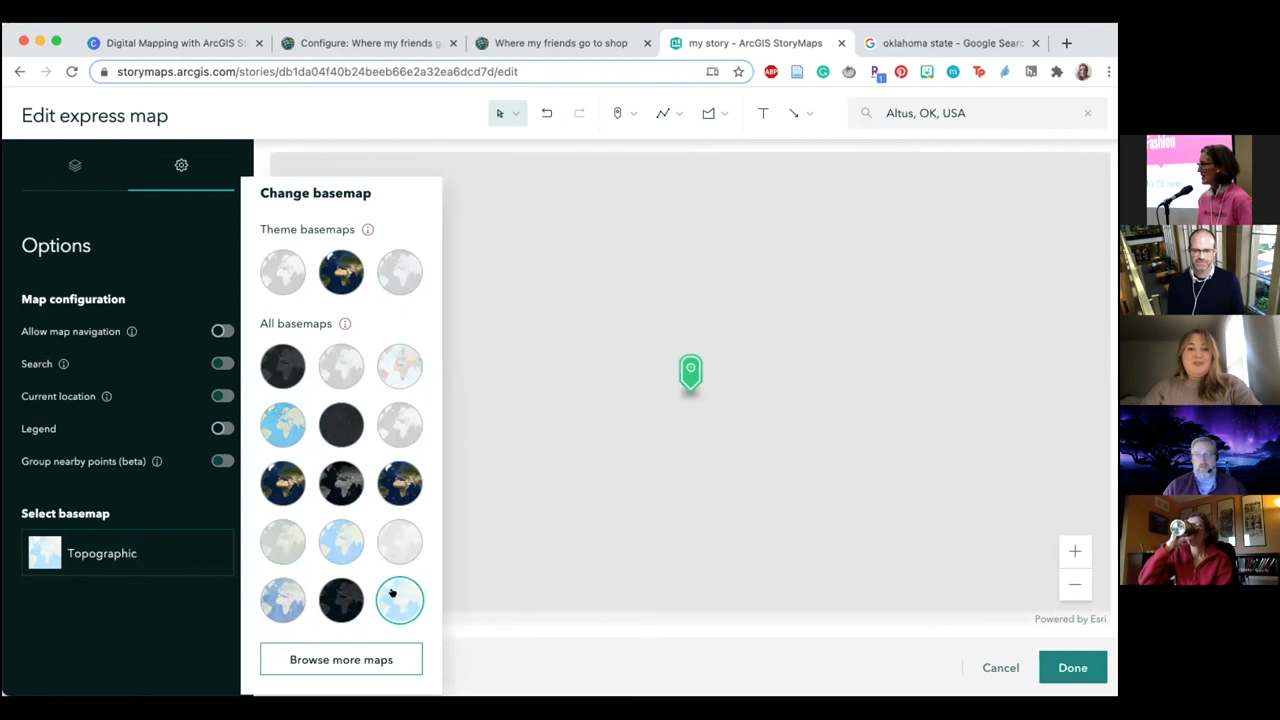 Digital Mapping with ArcGIS St
Configure: Where my friends g
Where my friends go to shop
my story - ArcGIS StoryMaps
oklahoma state - Google Searc
storymaps.arcgis.com/stories/db1da04f40b24beeb66e2a32ea6dcd7d/edit
Edit express map
Altus, OK, USA
Options
Map configuration
Allow map navigation
Search
Current location
Legend
Group nearby points (beta)
Select basemap
Topographic
Change basemap
Theme basemaps
All basemaps
Browse more maps
Powered by Esri
Cancel
Done